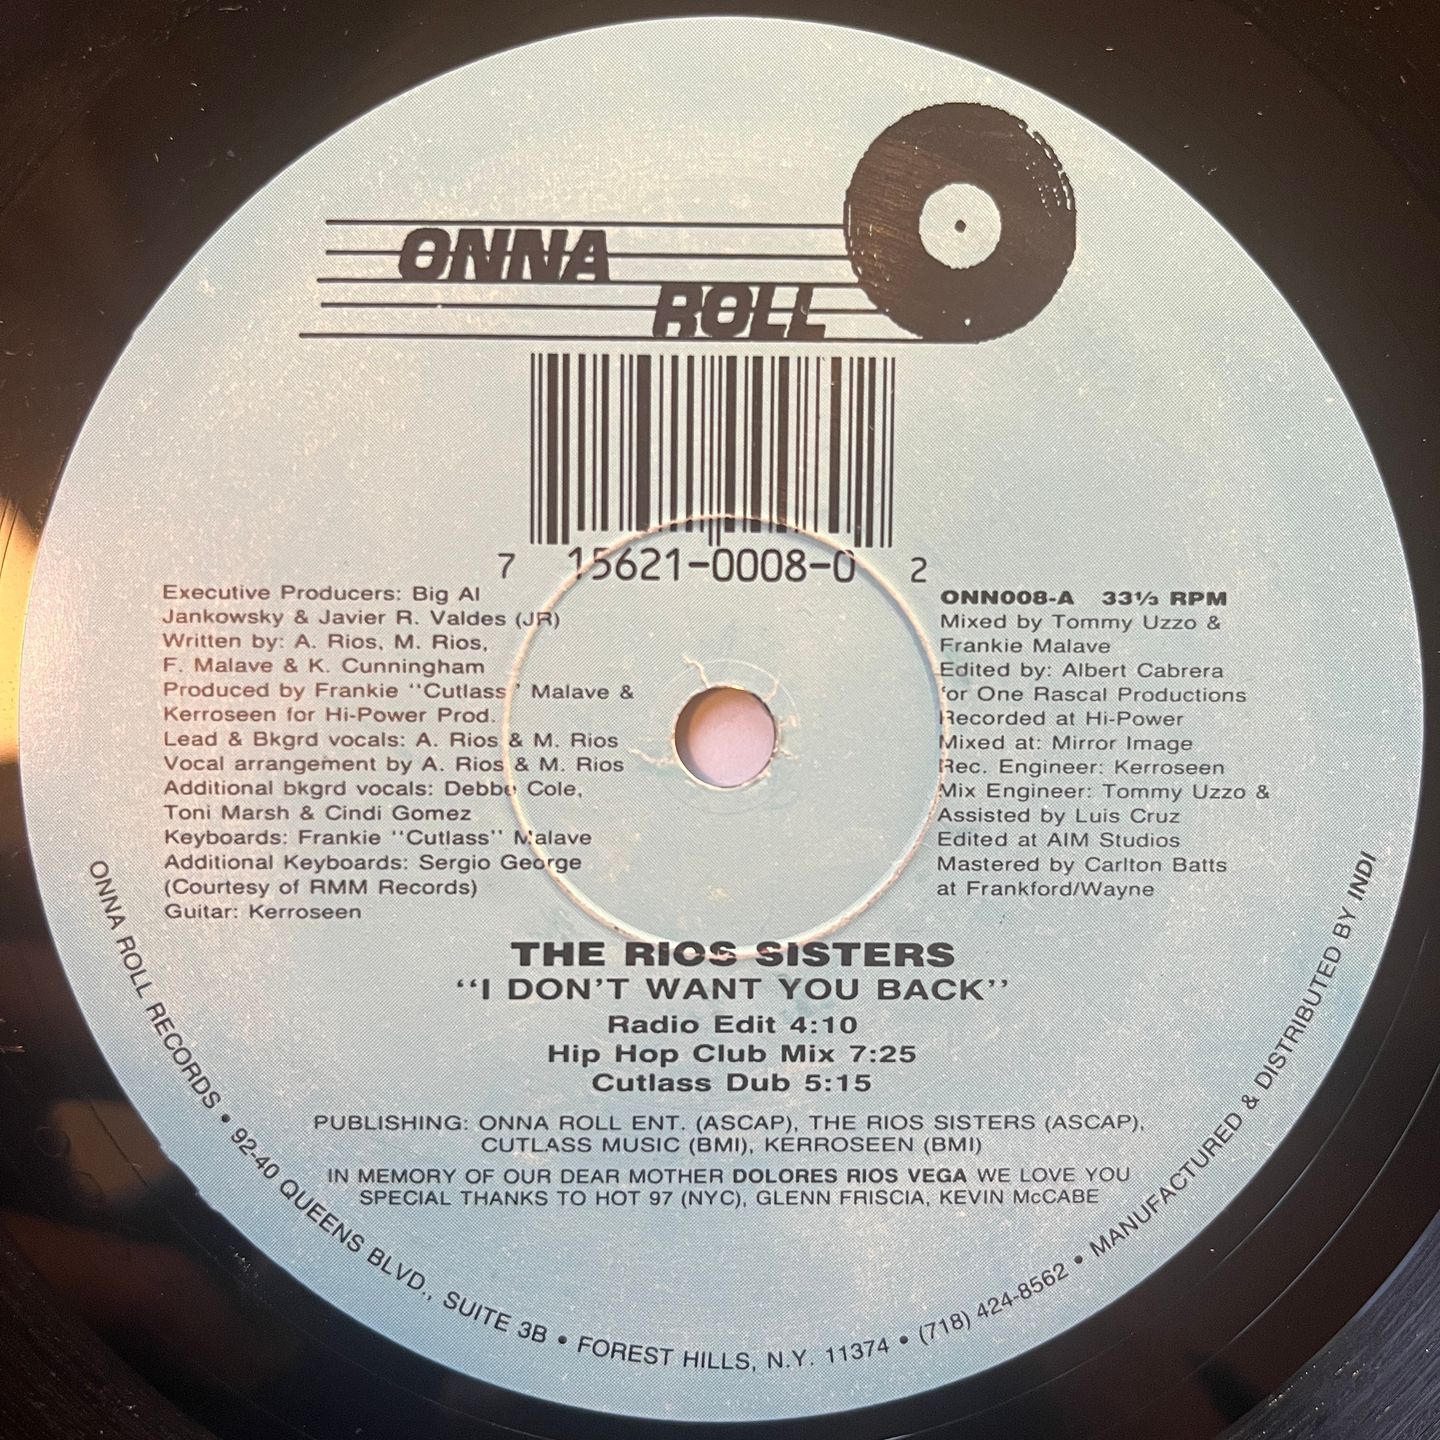 ONNA
ROLL
7 15621-0008-0 2
Executive Producers: Big Al
Jankowsky & Javier R. Valdes (JR)
Written by: A. Rios, M. Rios,
F. Malave & K. Cunningham
Produced by Frankie "Cutlass" Malave &
Kerroseen for Hi-Power Prod.
Lead & Bkgrd vocals: A. Rios & M. Rios
Vocal arrangement by A. Rios & M. Rios
Additional bkgrd vocals: Debbe Cole,
Toni Marsh & Cindi Gomez
Keyboards: Frankie "Cutlass" Malave
Additional Keyboards: Sergio George
(Courtesy of RMM Records)
Guitar: Kerroseen
ONN008-A 33⅓ RPM
Mixed by Tommy Uzzo &
Frankie Malave
Edited by: Albert Cabrera
for One Rascal Productions
Recorded at Hi-Power
Mixed at: Mirror Image
Rec. Engineer: Kerroseen
Mix Engineer: Tommy Uzzo &
Assisted by Luis Cruz
Edited at AIM Studios
Mastered by Carlton Batts
at Frankford/Wayne
THE RIOS SISTERS
"I DON'T WANT YOU BACK"
Radio Edit 4:10
Hip Hop Club Mix 7:25
Cutlass Dub 5:15
PUBLISHING: ONNA ROLL ENT. (ASCAP), THE RIOS SISTERS (ASCAP),
CUTLASS MUSIC (BMI), KERROSEEN (BMI)
IN MEMORY OF OUR DEAR MOTHER DOLORES RIOS VEGA WE LOVE YOU
SPECIAL THANKS TO HOT 97 (NYC), GLENN FRISCIA, KEVIN McCABE
ONNA ROLL RECORDS • 92-40 QUEENS BLVD., SUITE 3B • FOREST HILLS, N.Y. 11374 • (718) 424-8562 • MANUFACTURED & DISTRIBUTED BY INDI